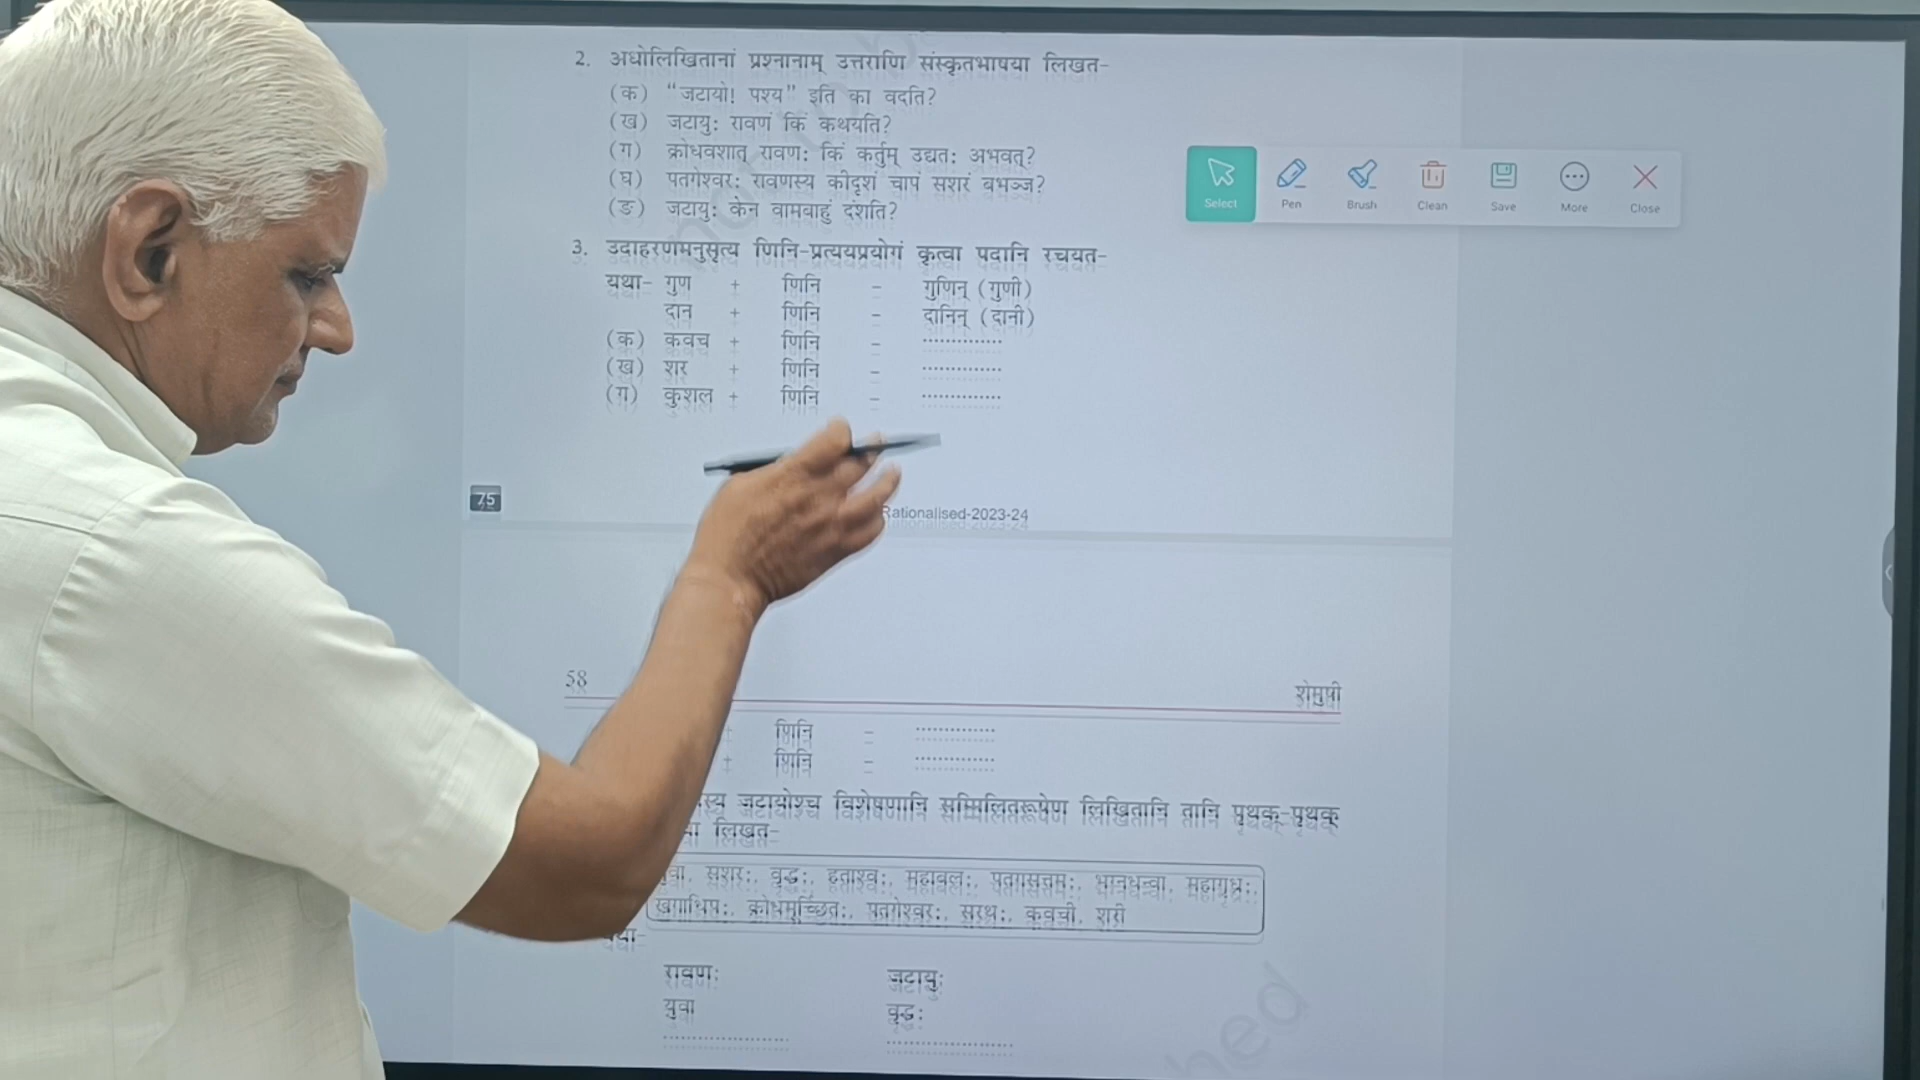 2. अधोलिखितानां प्रश्नानाम् उत्तराणि संस्कृतभाषया लिखत-
(क) "जटायो! पश्य" इति का वदति?
(ख) जटायुः रावणं किं कथयति?
(ग) क्रोधवशात् रावणः किं कर्तुम् उद्यतः अभवत्?
(घ) पतगेश्वरः रावणस्य कीदृशं चापं सशरं बभञ्ज?
(ङ) जटायुः केन वामबाहुं दंशति?
3. उदाहरणमनुसृत्य णिनि-प्रत्ययप्रयोगं कृत्वा पदानि रचयत-
यथा- गुण + णिनि - गुणिन् (गुणी)
दान + णिनि - दानिन् (दानी)
(क) कवच + णिनि - ..............
(ख) शर + णिनि - ..............
(ग) कुशल + णिनि - ..............
Select Pen Brush Clean Save More Close
75
Rationalised-2023-24
58 शेमुषी
+ णिनि - ..............
+ णिनि - ..............
जटायोश्च विशेषणानि सम्मिलितरूपेण लिखितानि तानि पृथक्-पृथक्
लिखत-
सशरः, वृद्धः, हताश्वः, महाबलः, पतगसत्तमः, भग्नधन्वा, महागृध्रः,
खगाधिपः, क्रोधमूर्च्छितः, पतगेश्वरः, सरथः, कवची, शरी
रावणः जटायुः
युवा वृद्धः
...................... ......................